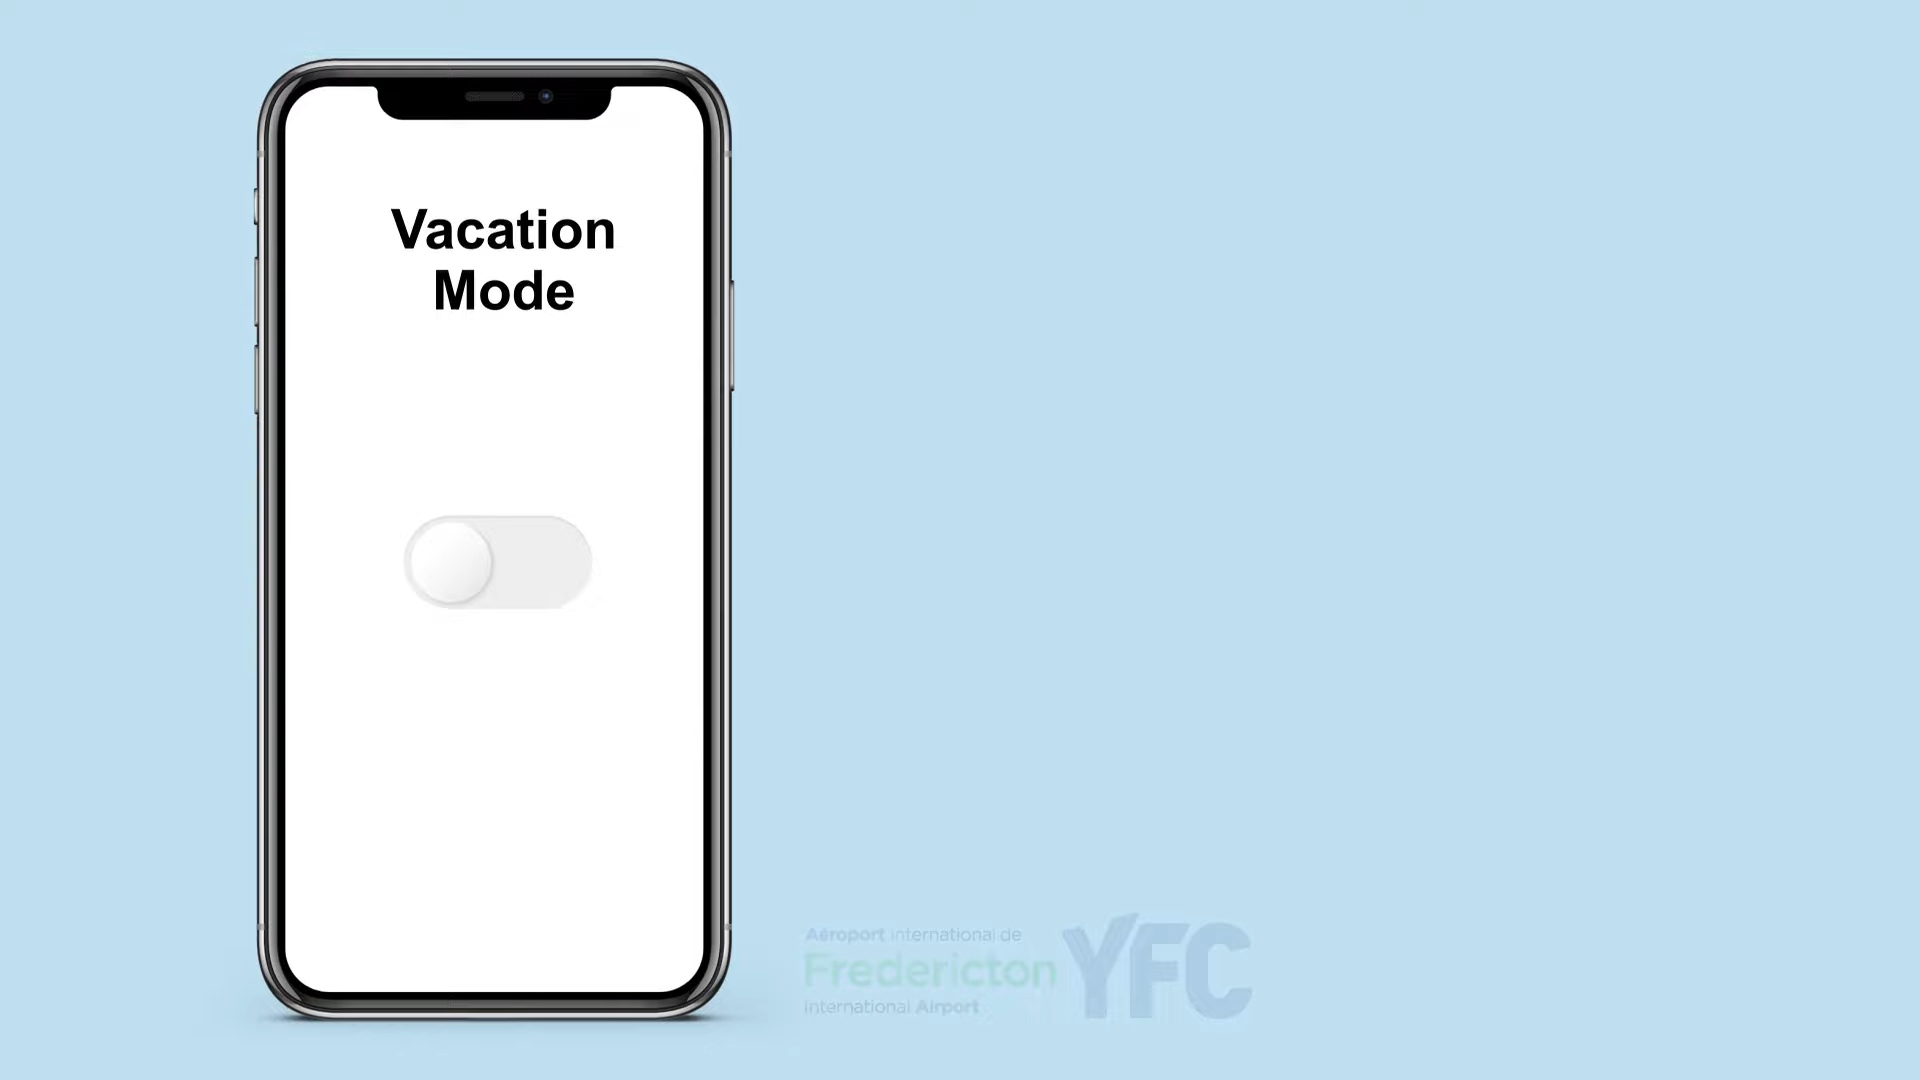 Vacation
Mode
Aéroport international de
Fredericton
International Airport
YFC